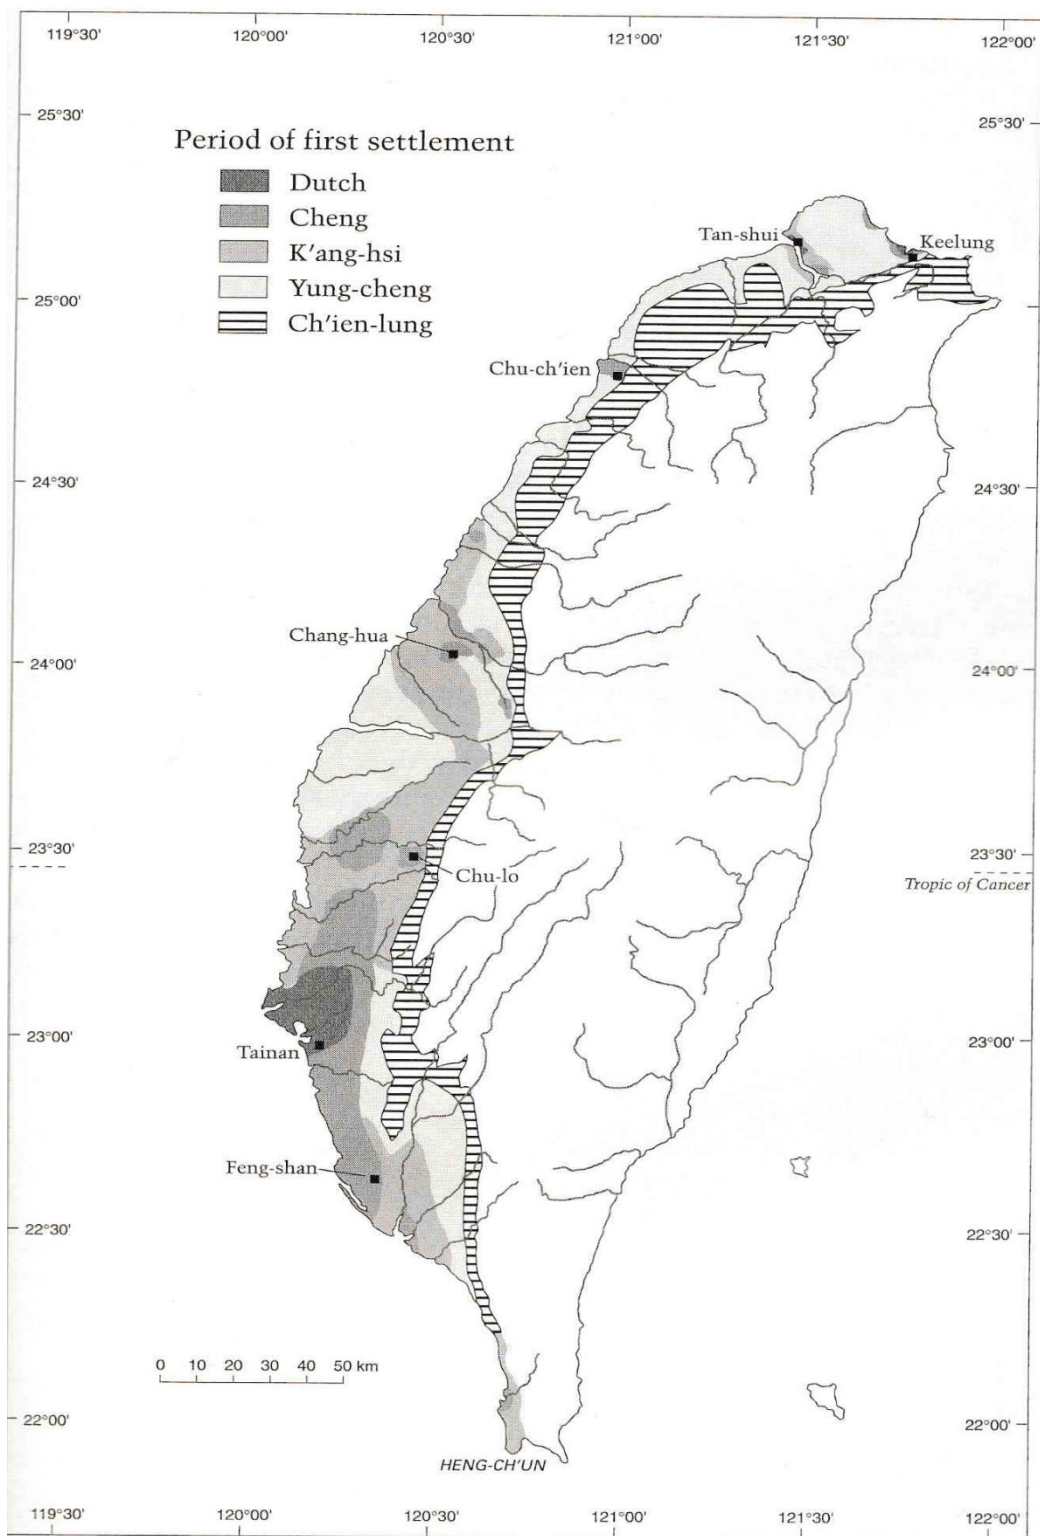 119°30' 120°00' 120°30' 121°00' 121°30' 122°00'
25°30' 25°30'
Period of first settlement
Dutch
Cheng
K'ang-hsi
Yung-cheng
Ch'ien-lung
Tan-shui
Keelung
25°00'
Chu-ch'ien
24°30' 24°30'
Chang-hua
24°00' 24°00'
23°30' 23°30'
Chu-lo
Tropic of Cancer
23°00' 23°00'
Tainan
Feng-shan
22°30' 22°30'
0 10 20 30 40 50 km
22°00' 22°00'
HENG-CH'UN
119°30' 120°00' 120°30' 121°00' 121°30' 122°00'